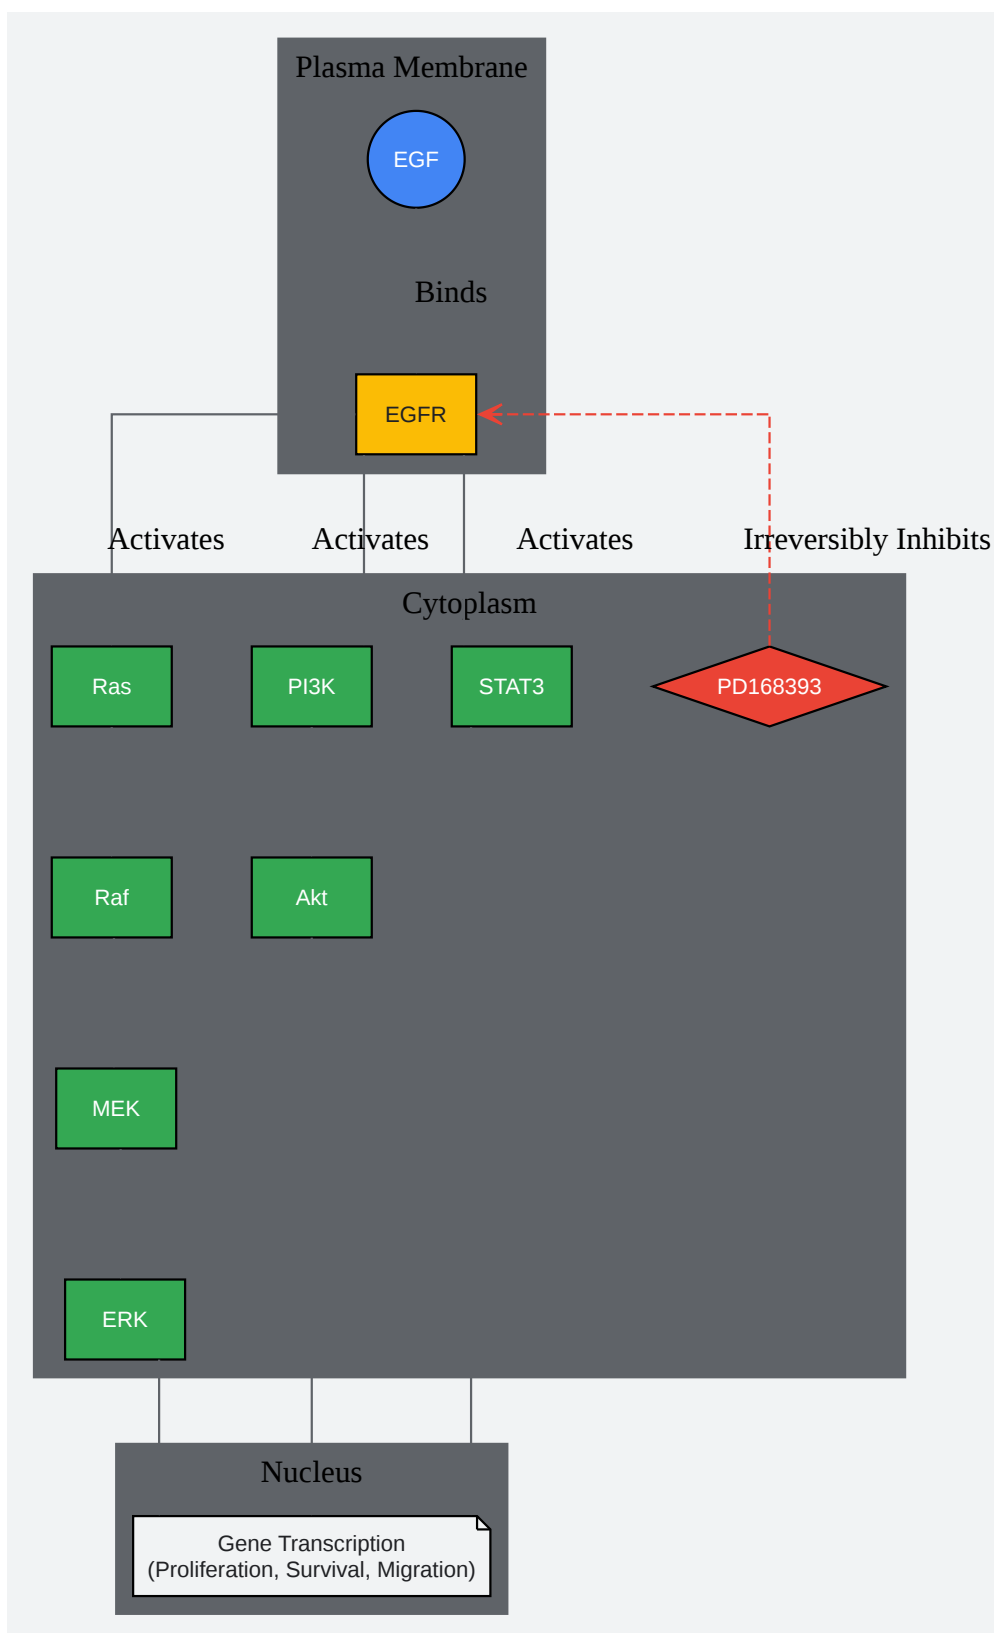 Plasma Membrane
EGF
Binds
EGFR
Activates
Activates
Activates
Irreversibly Inhibits
Cytoplasm
Ras
PI3K
STAT3
PD168393
Raf
Akt
MEK
ERK
Nucleus
Gene Transcription
(Proliferation, Survival, Migration)